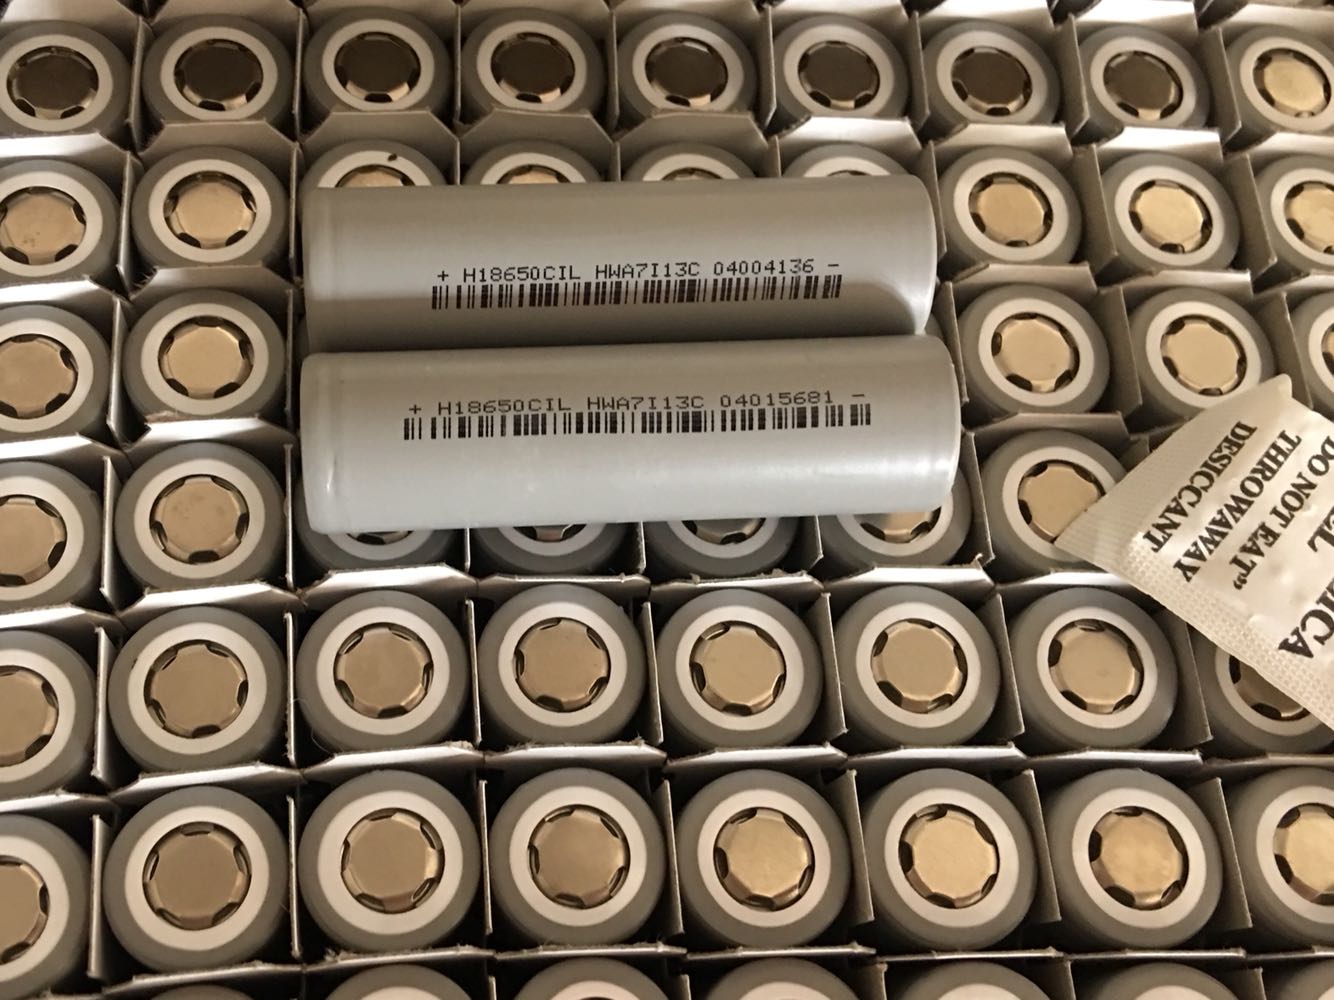 + H18650CIL HWA7I13C 04004136 -
+ H18650CIL HWA7I13C 04015681 -
DO NOT EAT"
THROWAWAY
DESICCANT